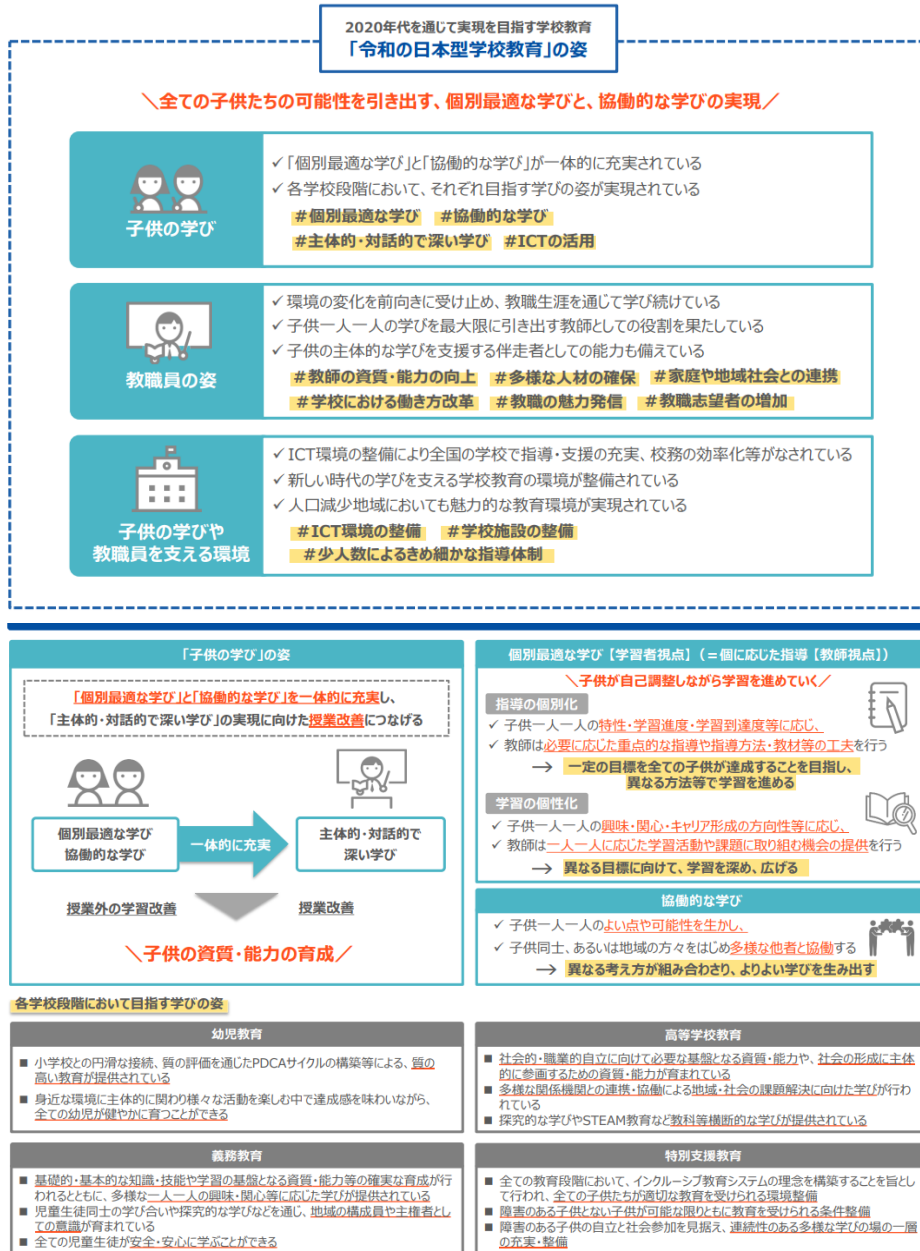 2020年代を通じて実現を目指す学校教育
「令和の日本型学校教育」の姿
＼全ての子供たちの可能性を引き出す、個別最適な学びと、協働的な学びの実現／
子供の学び
✓「個別最適な学び」と「協働的な学び」が一体的に充実されている
✓各学校段階において、それぞれ目指す学びの姿が実現されている
#個別最適な学び #協働的な学び
#主体的・対話的で深い学び #ICTの活用
教職員の姿
✓環境の変化を前向きに受け止め、教職生涯を通じて学び続けている
✓子供一人一人の学びを最大限に引き出す教師としての役割を果たしている
✓子供の主体的な学びを支援する伴走者としての能力も備えている
#教師の資質・能力の向上 #多様な人材の確保 #家庭や地域社会との連携
#学校における働き方改革 #教職の魅力発信 #教職志望者の増加
子供の学びや
教職員を支える環境
✓ICT環境の整備により全国の学校で指導・支援の充実、校務の効率化等がなされている
✓新しい時代の学びを支える学校教育の環境が整備されている
✓人口減少地域においても魅力的な教育環境が実現されている
#ICT環境の整備 #学校施設の整備
#少人数によるきめ細かな指導体制
「子供の学び」の姿
「個別最適な学び」と「協働的な学び」を一体的に充実し、
「主体的・対話的で深い学び」の実現に向けた授業改善につなげる
個別最適な学び
協働的な学び
一体的に充実
主体的・対話的で
深い学び
授業外の学習改善
授業改善
＼子供の資質・能力の育成／
個別最適な学び【学習者視点】（＝個に応じた指導【教師視点】）
＼子供が自己調整しながら学習を進めていく／
指導の個別化
✓子供一人一人の特性・学習進度・学習到達度等に応じ、
✓教師は必要に応じた重点的な指導や指導方法・教材等の工夫を行う
→ 一定の目標を全ての子供が達成することを目指し、
異なる方法等で学習を進める
学習の個性化
✓子供一人一人の興味・関心・キャリア形成の方向性等に応じ、
✓教師は一人一人に応じた学習活動や課題に取り組む機会の提供を行う
→ 異なる目標に向けて、学習を深め、広げる
協働的な学び
✓子供一人一人のよい点や可能性を生かし、
✓子供同士、あるいは地域の方々をはじめ多様な他者と協働する
→ 異なる考え方が組み合わさり、よりよい学びを生み出す
各学校段階において目指す学びの姿
幼児教育
■ 小学校との円滑な接続、質の評価を通じたPDCAサイクルの構築等による、質の
高い教育が提供されている
■ 身近な環境に主体的に関わり様々な活動を楽しむ中で達成感を味わいながら、
全ての幼児が健やかに育つことができる
高等学校教育
■ 社会的・職業的自立に向けて必要な基盤となる資質・能力や、社会の形成に主体
的に参画するための資質・能力が育まれている
■ 多様な関係機関との連携・協働による地域・社会の課題解決に向けた学びが行わ
れている
■ 探究的な学びやSTEAM教育など教科等横断的な学びが提供されている
義務教育
■ 基礎的・基本的な知識・技能や学習の基盤となる資質・能力等の確実な育成が行
われるとともに、多様な一人一人の興味・関心等に応じた学びが提供されている
■ 児童生徒同士の学び合いや探究的な学びなどを通じ、地域の構成員や主権者とし
ての意識が育まれている
■ 全ての児童生徒が安全・安心に学ぶことができる
特別支援教育
■ 全ての教育段階において、インクルーシブ教育システムの理念を構築することを旨とし
て行われ、全ての子供たちが適切な教育を受けられる環境整備
■ 障害のある子供とない子供が可能な限りともに教育を受けられる条件整備
■ 障害のある子供の自立と社会参加を見据え、連続性のある多様な学びの場の一層
の充実・整備